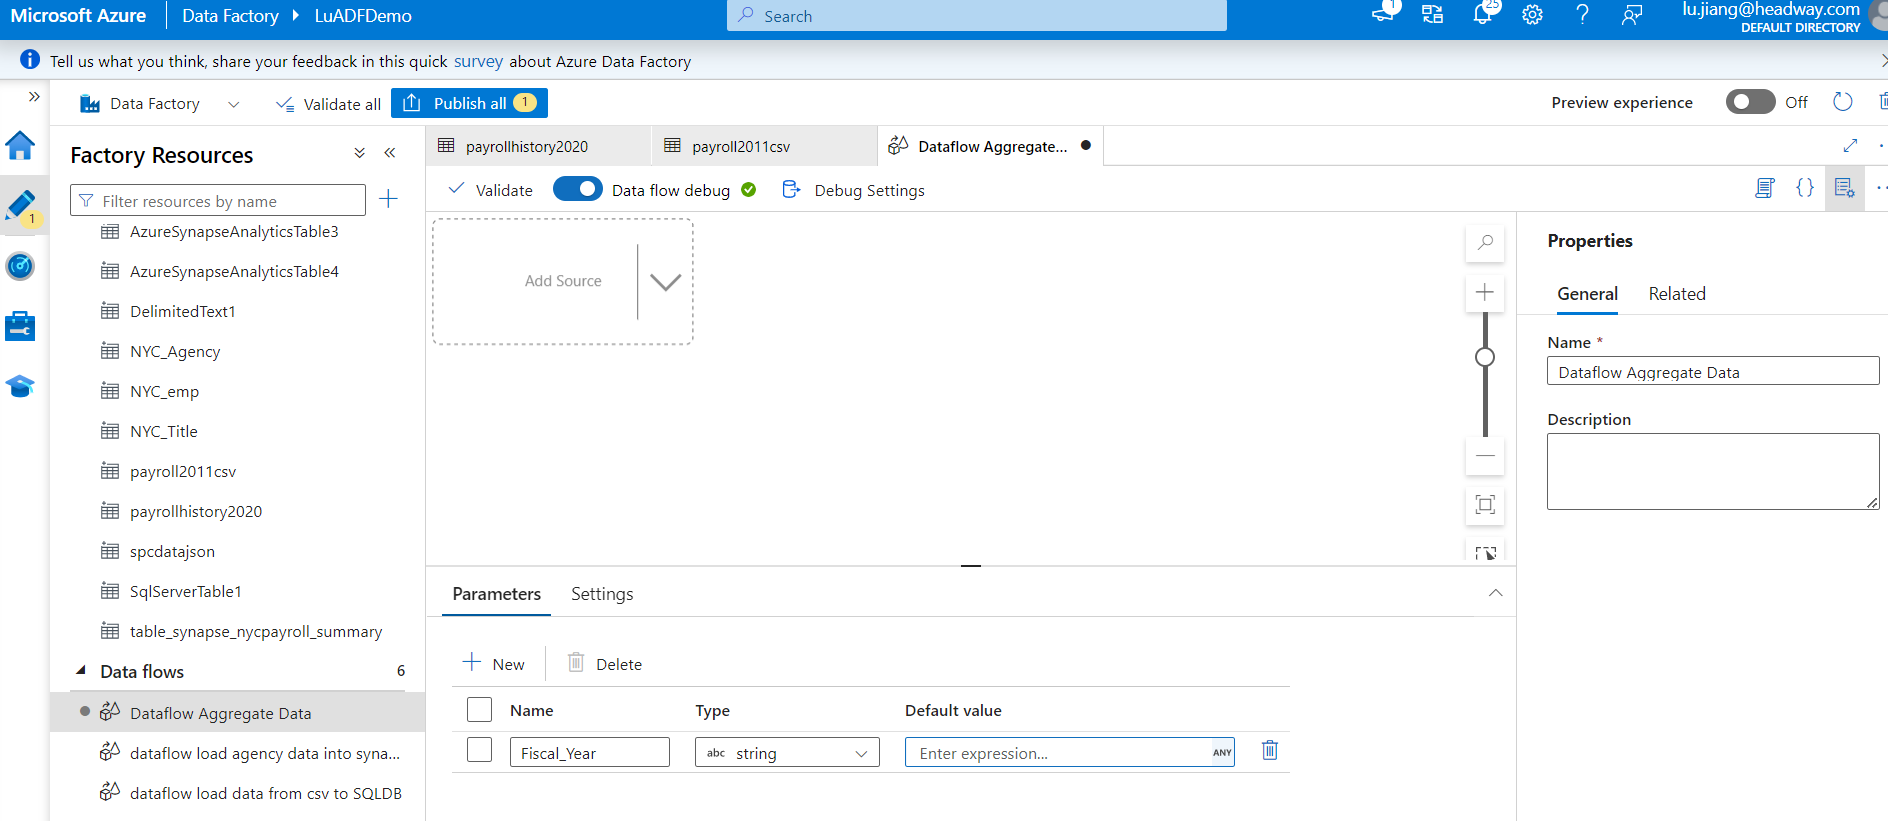 Microsoft Azure
Data Factory
LuADFDemo
Search
1
25
lu.jiang@headway.com
DEFAULT DIRECTORY
Tell us what you think, share your feedback in this quick survey about Azure Data Factory
Data Factory
Validate all
Publish all 1
Preview experience
Off
1
Factory Resources
Filter resources by name
AzureSynapseAnalyticsTable3
AzureSynapseAnalyticsTable4
DelimitedText1
NYC_Agency
NYC_emp
NYC_Title
payroll2011csv
payrollhistory2020
spcdatajson
SqlServerTable1
table_synapse_nycpayroll_summary
Data flows 6
Dataflow Aggregate Data
dataflow load agency data into syna...
dataflow load data from csv to SQLDB
payrollhistory2020
payroll2011csv
Dataflow Aggregate...
Validate
Data flow debug
Debug Settings
Add Source
Parameters
Settings
New
Delete
Name
Type
Default value
Fiscal_Year
abc string
Enter expression...
ANY
Properties
General
Related
Name *
Dataflow Aggregate Data
Description